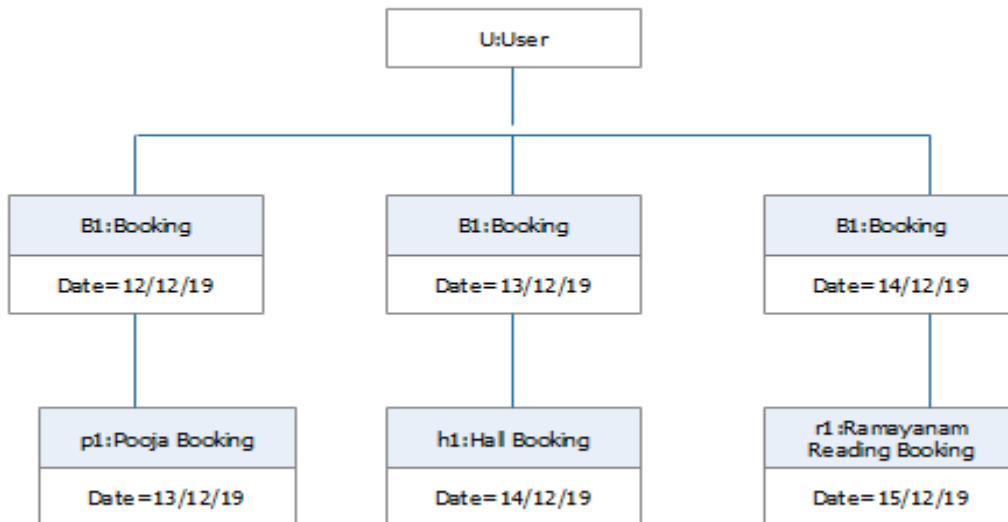 U:User
B1:Booking
B1:Booking
B1:Booking
Date=12/12/19
Date=13/12/19
Date=14/12/19
p1:Pooja Booking
h1:Hall Booking
r1:Ramayanam
Reading Booking
Date=13/12/19
Date=14/12/19
Date=15/12/19